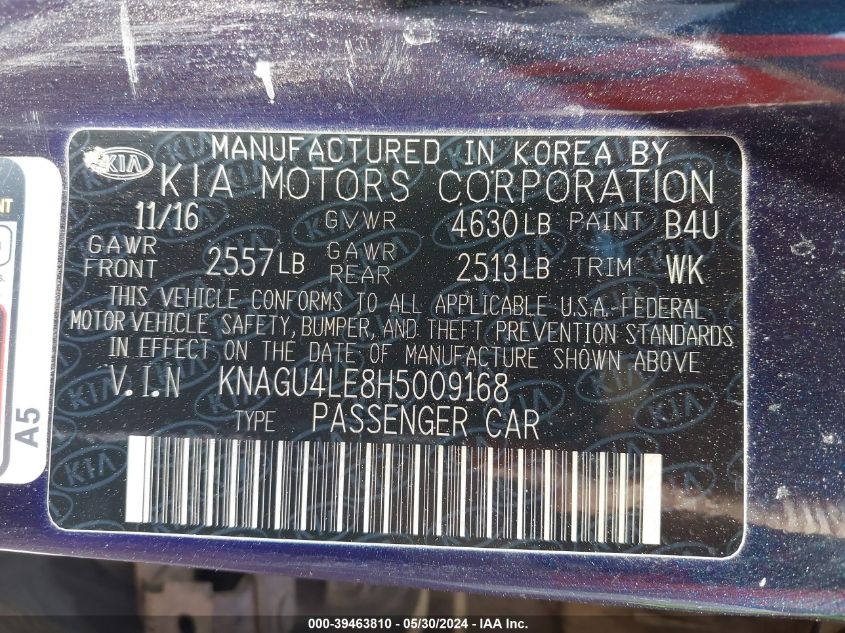 MANUFACTURED IN KOREA BY
KIA KIA MOTORS CORPORATION
11/16 GVWR 4630LB PAINT B4U
GAWR FRONT 2557LB GAWR REAR 2513LB TRIM WK
THIS VEHICLE CONFORMS TO ALL APPLICABLE U.S.A. FEDERAL
MOTOR VEHICLE SAFETY, BUMPER, AND THEFT PREVENTION STANDARDS
IN EFFECT ON THE DATE OF MANUFACTURE SHOWN ABOVE
V.I.N KNAGU4LE8H5009168
TYPE PASSENGER CAR
A5
000-39463810 - 05/30/2024 - IAA Inc.